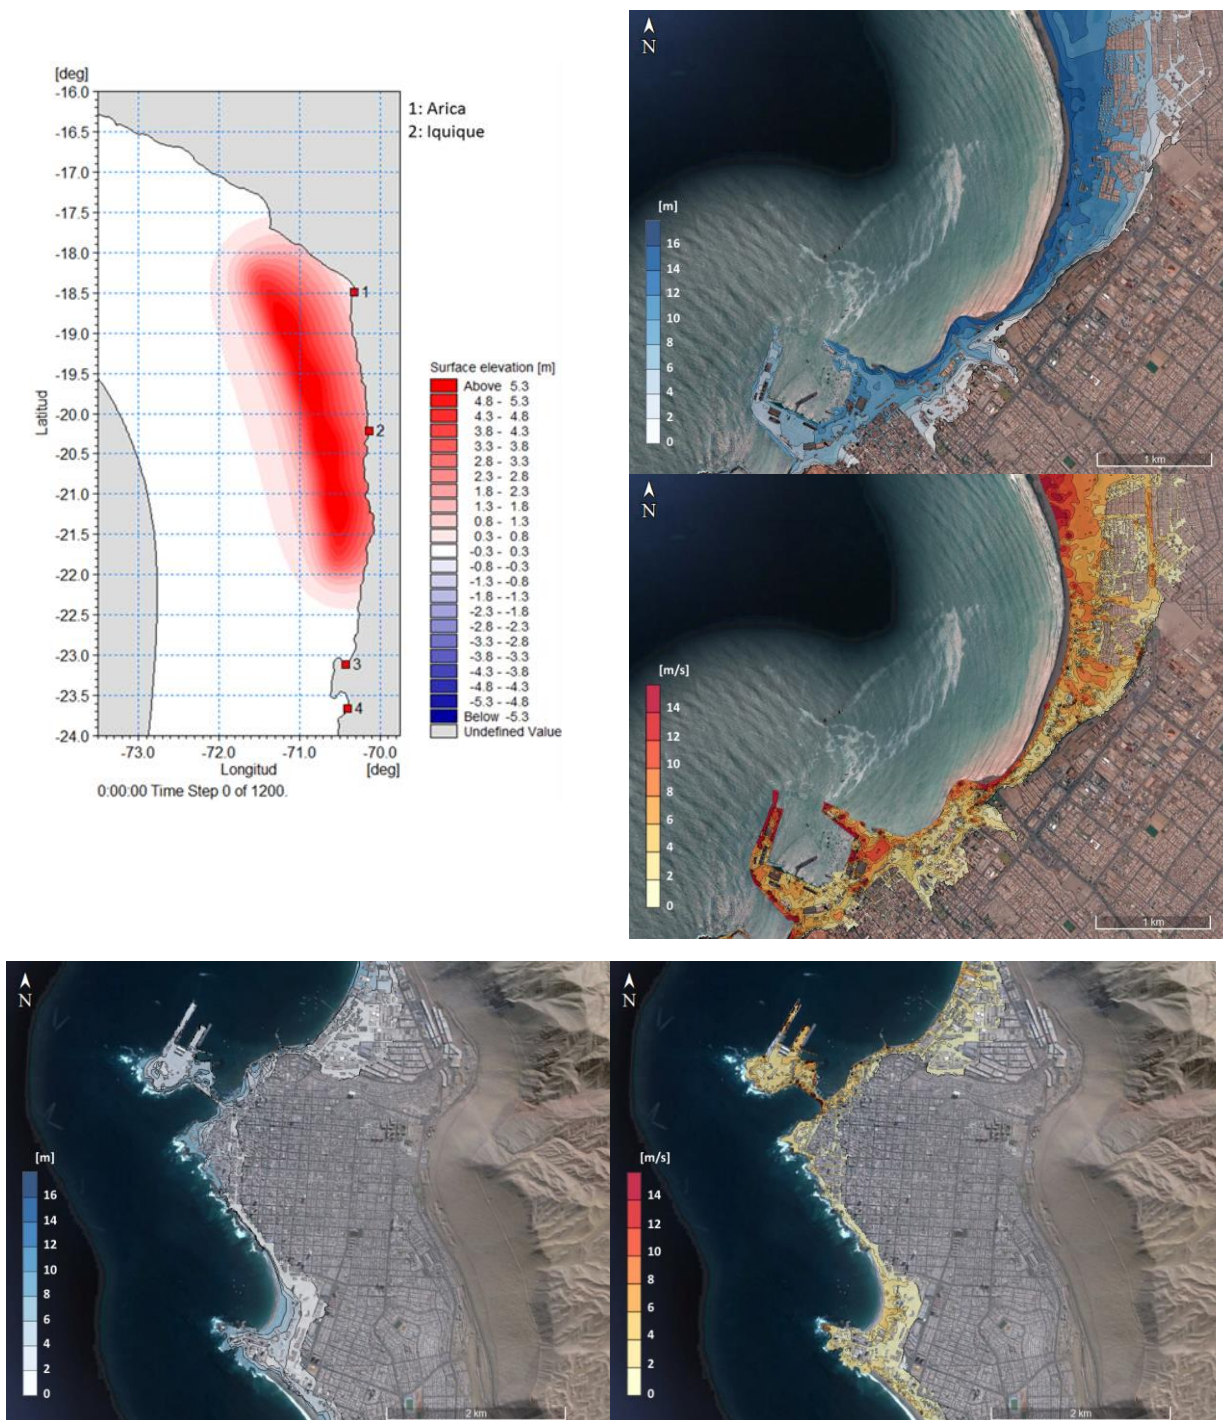 [deg]
-16.0
-16.5
-17.0
-17.5
-18.0
-18.5
-19.0
-19.5
-20.0
-20.5
-21.0
-21.5
-22.0
-22.5
-23.0
-23.5
-24.0
Latitud
-73.0 -72.0 -71.0 -70.0
Longitud [deg]
0:00:00 Time Step 0 of 1200.
1
2
3
4
1: Arica
2: Iquique
Surface elevation [m]
Above 5.3
4.8 - 5.3
4.3 - 4.8
3.8 - 4.3
3.3 - 3.8
2.8 - 3.3
2.3 - 2.8
1.8 - 2.3
1.3 - 1.8
0.8 - 1.3
0.3 - 0.8
-0.3 - 0.3
-0.8 - -0.3
-1.3 - -0.8
-1.8 - -1.3
-2.3 - -1.8
-2.8 - -2.3
-3.3 - -2.8
-3.8 - -3.3
-4.3 - -3.8
-4.8 - -4.3
-5.3 - -4.8
Below -5.3
Undefined Value
N
[m]
16
14
12
10
8
6
4
2
0
1 km
N
[m/s]
14
12
10
8
6
4
2
0
1 km
N
[m]
16
14
12
10
8
6
4
2
0
2 km
N
[m/s]
14
12
10
8
6
4
2
0
2 km